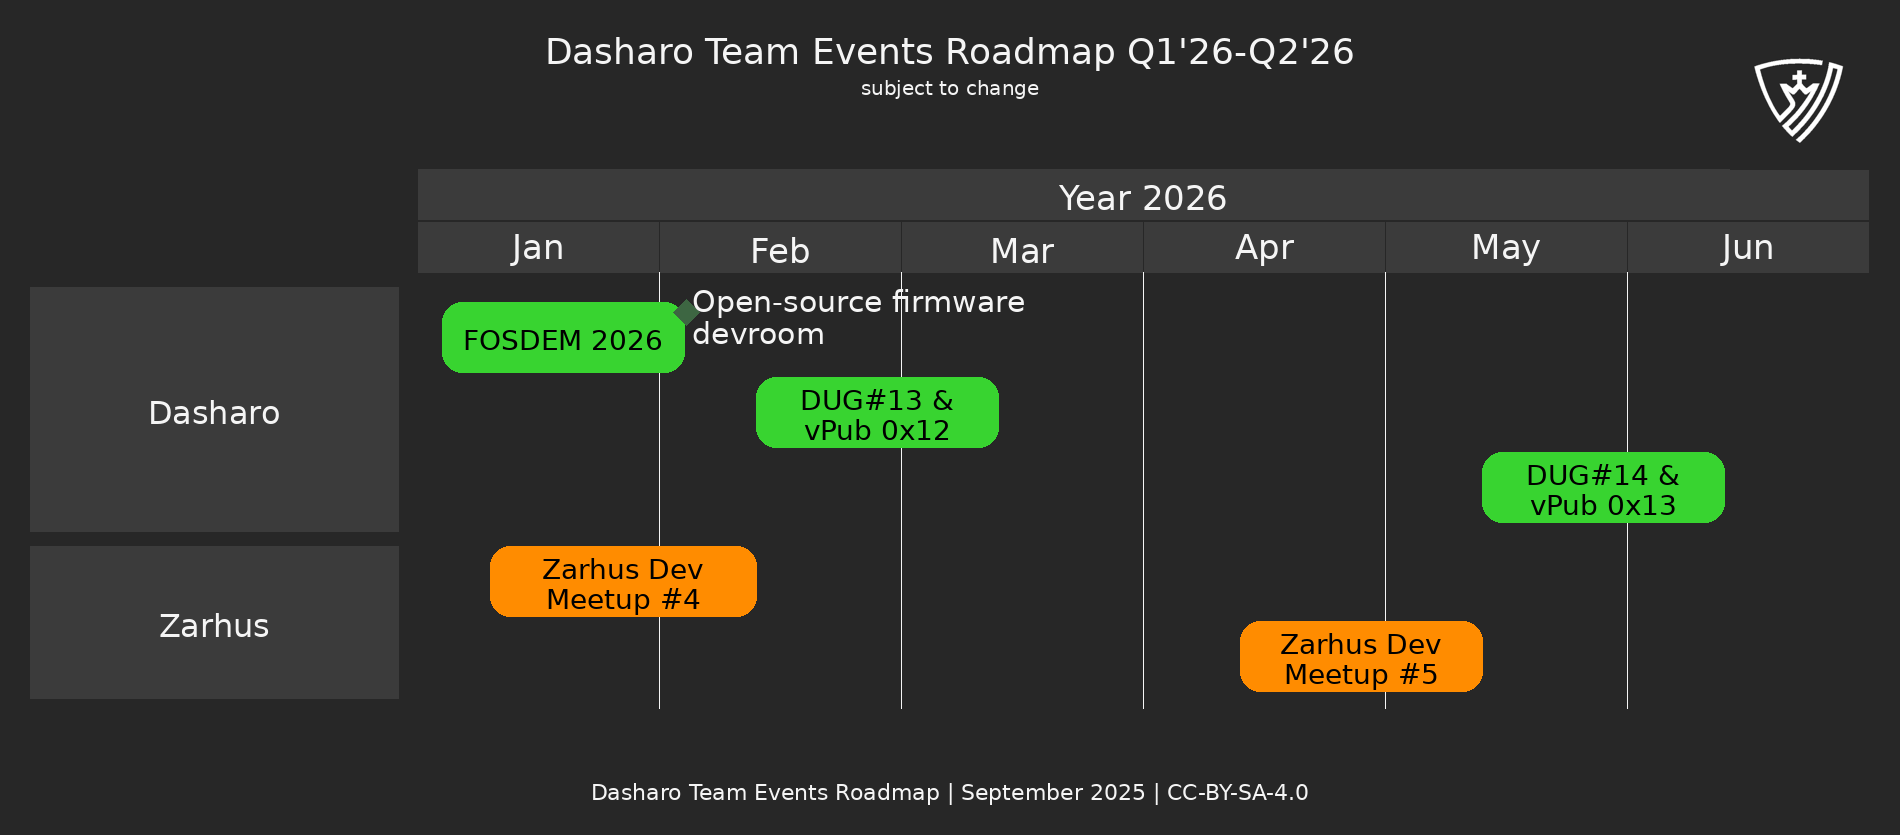 Dasharo Team Events Roadmap Q1'26-Q2'26
subject to change
Year 2026
Jan
Feb
Mar
Apr
May
Jun
Dasharo
FOSDEM 2026
Open-source firmware
devroom
DUG#13 &
vPub 0x12
DUG#14 &
vPub 0x13
Zarhus
Zarhus Dev
Meetup #4
Zarhus Dev
Meetup #5
Dasharo Team Events Roadmap | September 2025 | CC-BY-SA-4.0